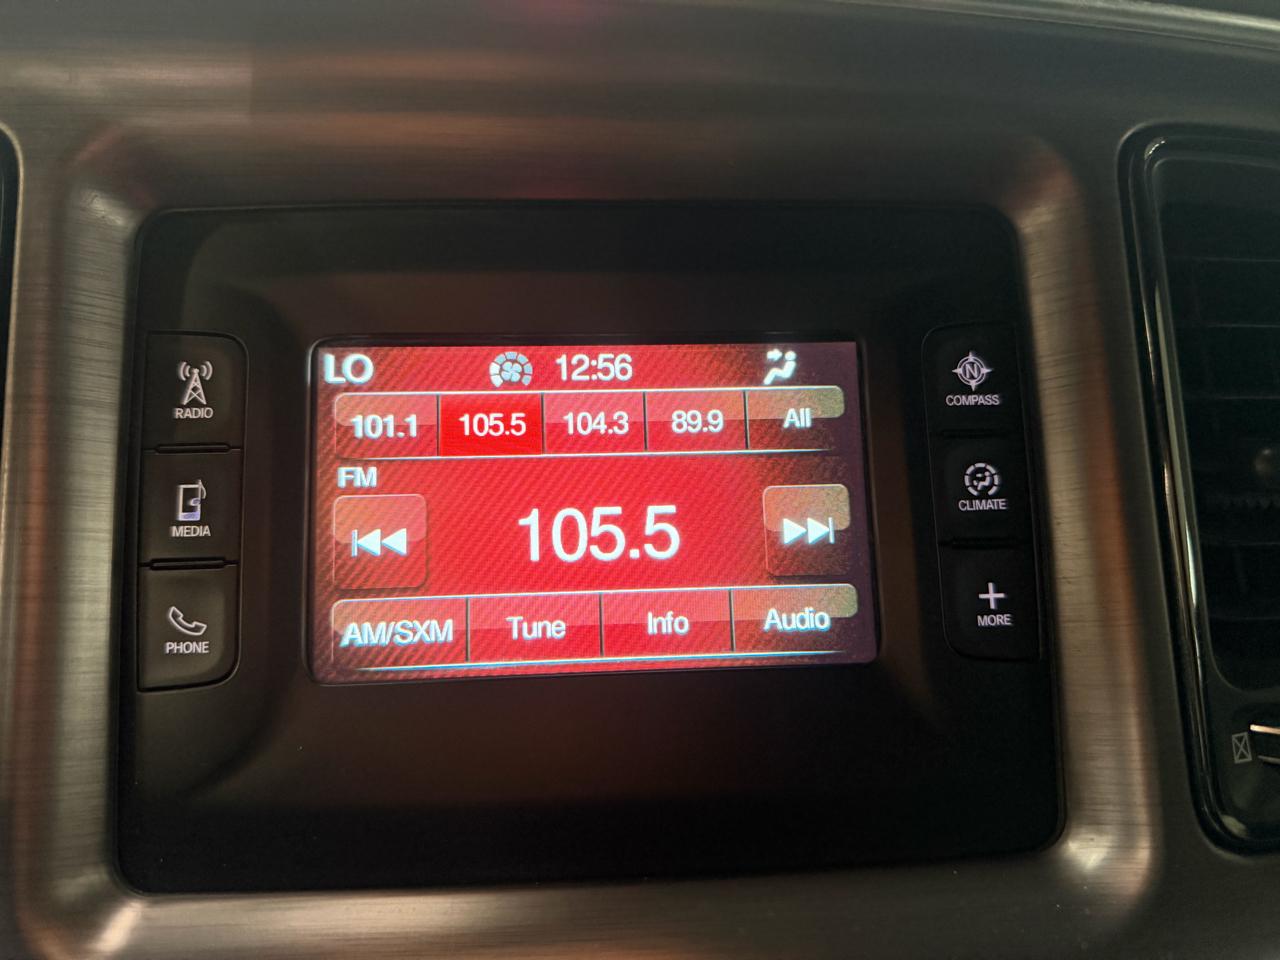 LO 12:56
101.1 105.5 104.3 89.9 All
FM
105.5
AM/SXM Tune Info Audio
RADIO
MEDIA
PHONE
N
COMPASS
CLIMATE
MORE